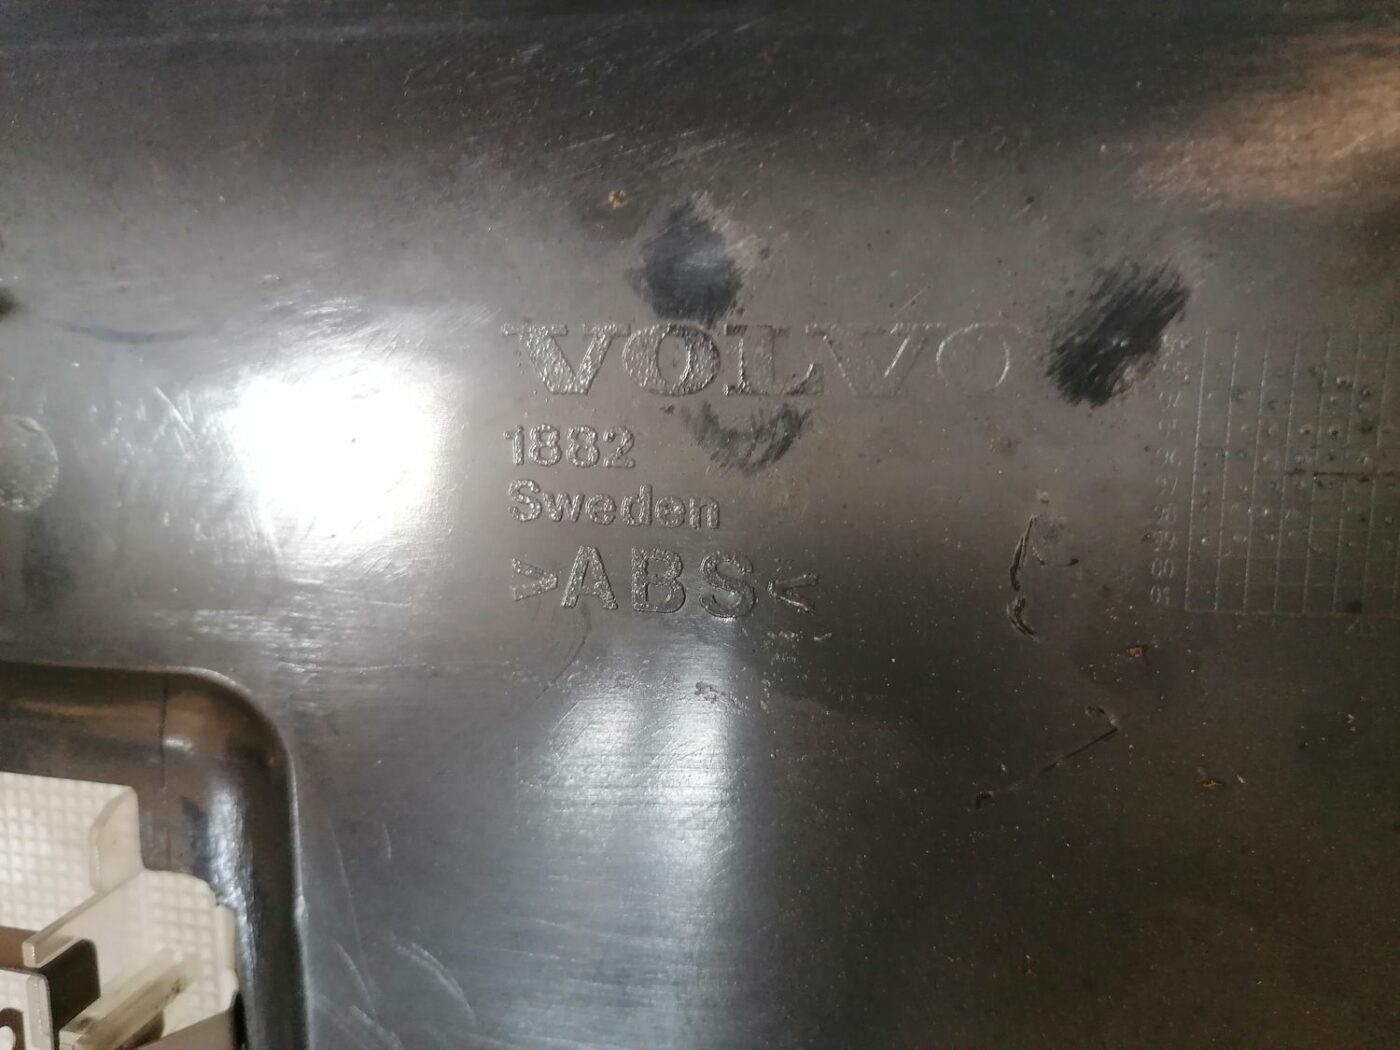 VOLVO
1882
Sweden
>ABS<